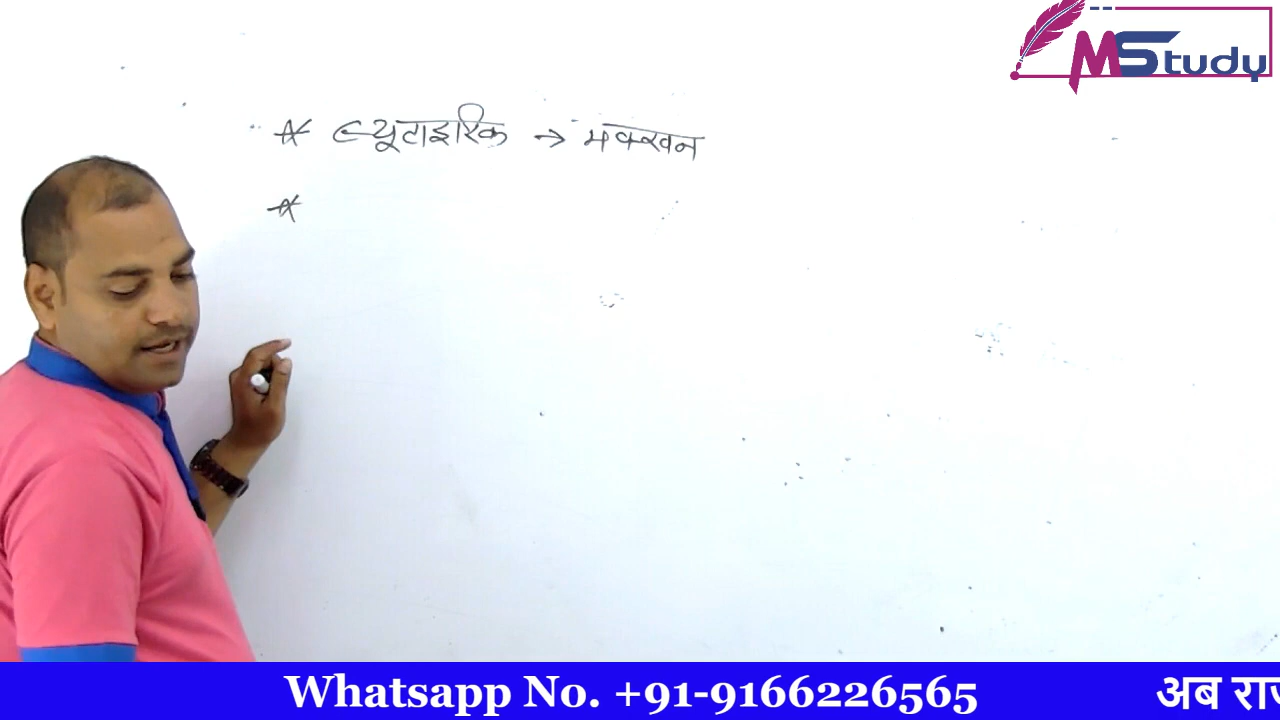 MStudy
* ब्यूटाइरिक → मक्खन
*
Whatsapp No. +91-9166226565
अब